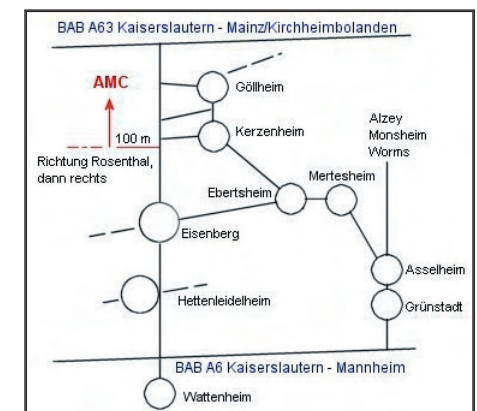 BAB A63 Kaiserslautern - Mainz/Kirchheimbolanden
AMC
Göllheim
100 m
Kerzenheim
Alzey
Monsheim
Worms
Richtung Rosenthal,
dann rechts
Mertesheim
Ebertsheim
Eisenberg
Asselheim
Hettenleidelheim
Grünstadt
BAB A6 Kaiserslautern - Mannheim
Wattenheim